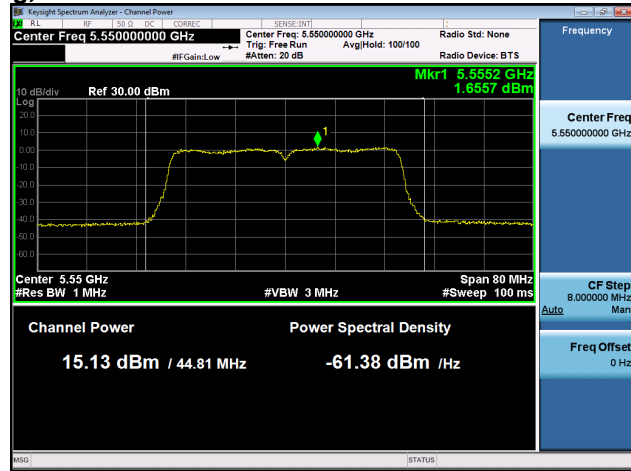 Keysight Spectrum Analyzer - Channel Power
RL RF 50 Ω DC CORREC SENSE:INT
Center Freq 5.550000000 GHz
#IFGain:Low
Center Freq: 5.550000000 GHz
Trig: Free Run Avg|Hold: 100/100
#Atten: 20 dB
Radio Std: None
Radio Device: BTS
Mkr1 5.5552 GHz
1.6557 dBm
10 dB/div Ref 30.00 dBm
Log
20.0
10.0
1
0.00
-10.0
-20.0
-30.0
-40.0
-50.0
-60.0
Center 5.55 GHz Span 80 MHz
#Res BW 1 MHz #VBW 3 MHz #Sweep 100 ms
Channel Power Power Spectral Density
15.13 dBm / 44.81 MHz -61.38 dBm /Hz
Frequency
Center Freq
5.550000000 GHz
CF Step
8.000000 MHz
Auto Man
Freq Offset
0 Hz
MSG STATUS